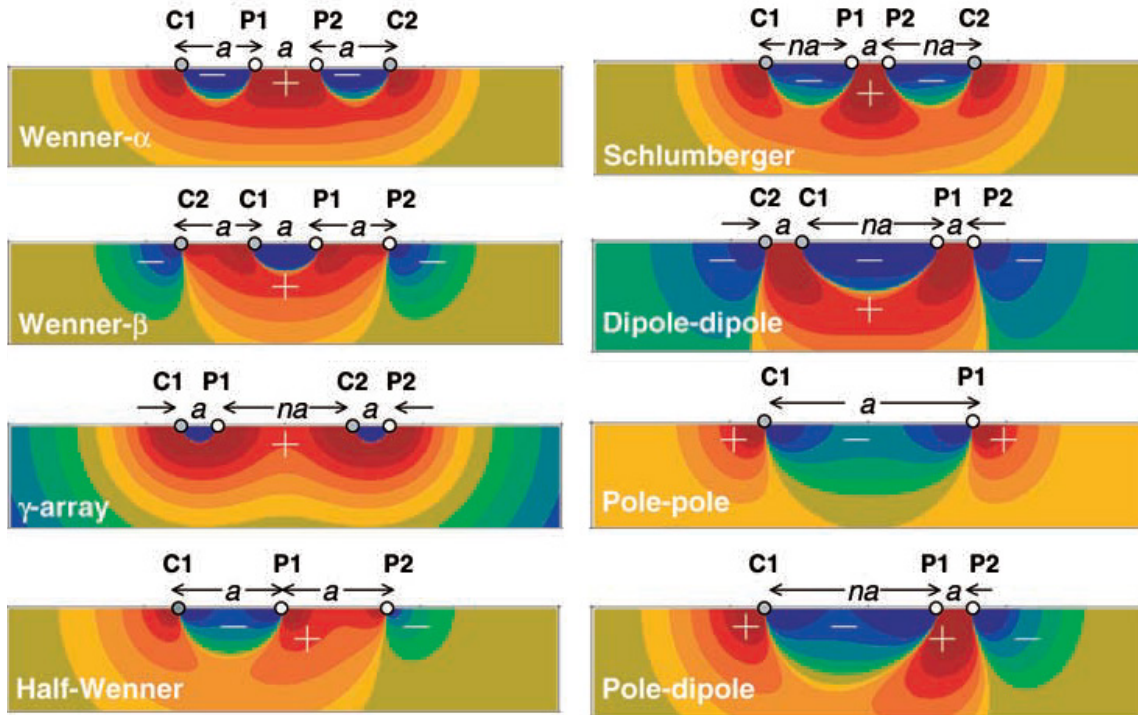 C1 P1 P2 C2
a a a
− + −
Wenner-α
C1 P1 P2 C2
na a na
− + −
Schlumberger
C2 C1 P1 P2
a a a
− + −
Wenner-β
C2 C1 P1 P2
a na a
− − −
+
Dipole-dipole
C1 P1 C2 P2
a na a
+
γ-array
C1 P1
a
+ − +
Pole-pole
C1 P1 P2
a a
− + −
Half-Wenner
C1 P1 P2
na a
+ − + −
Pole-dipole